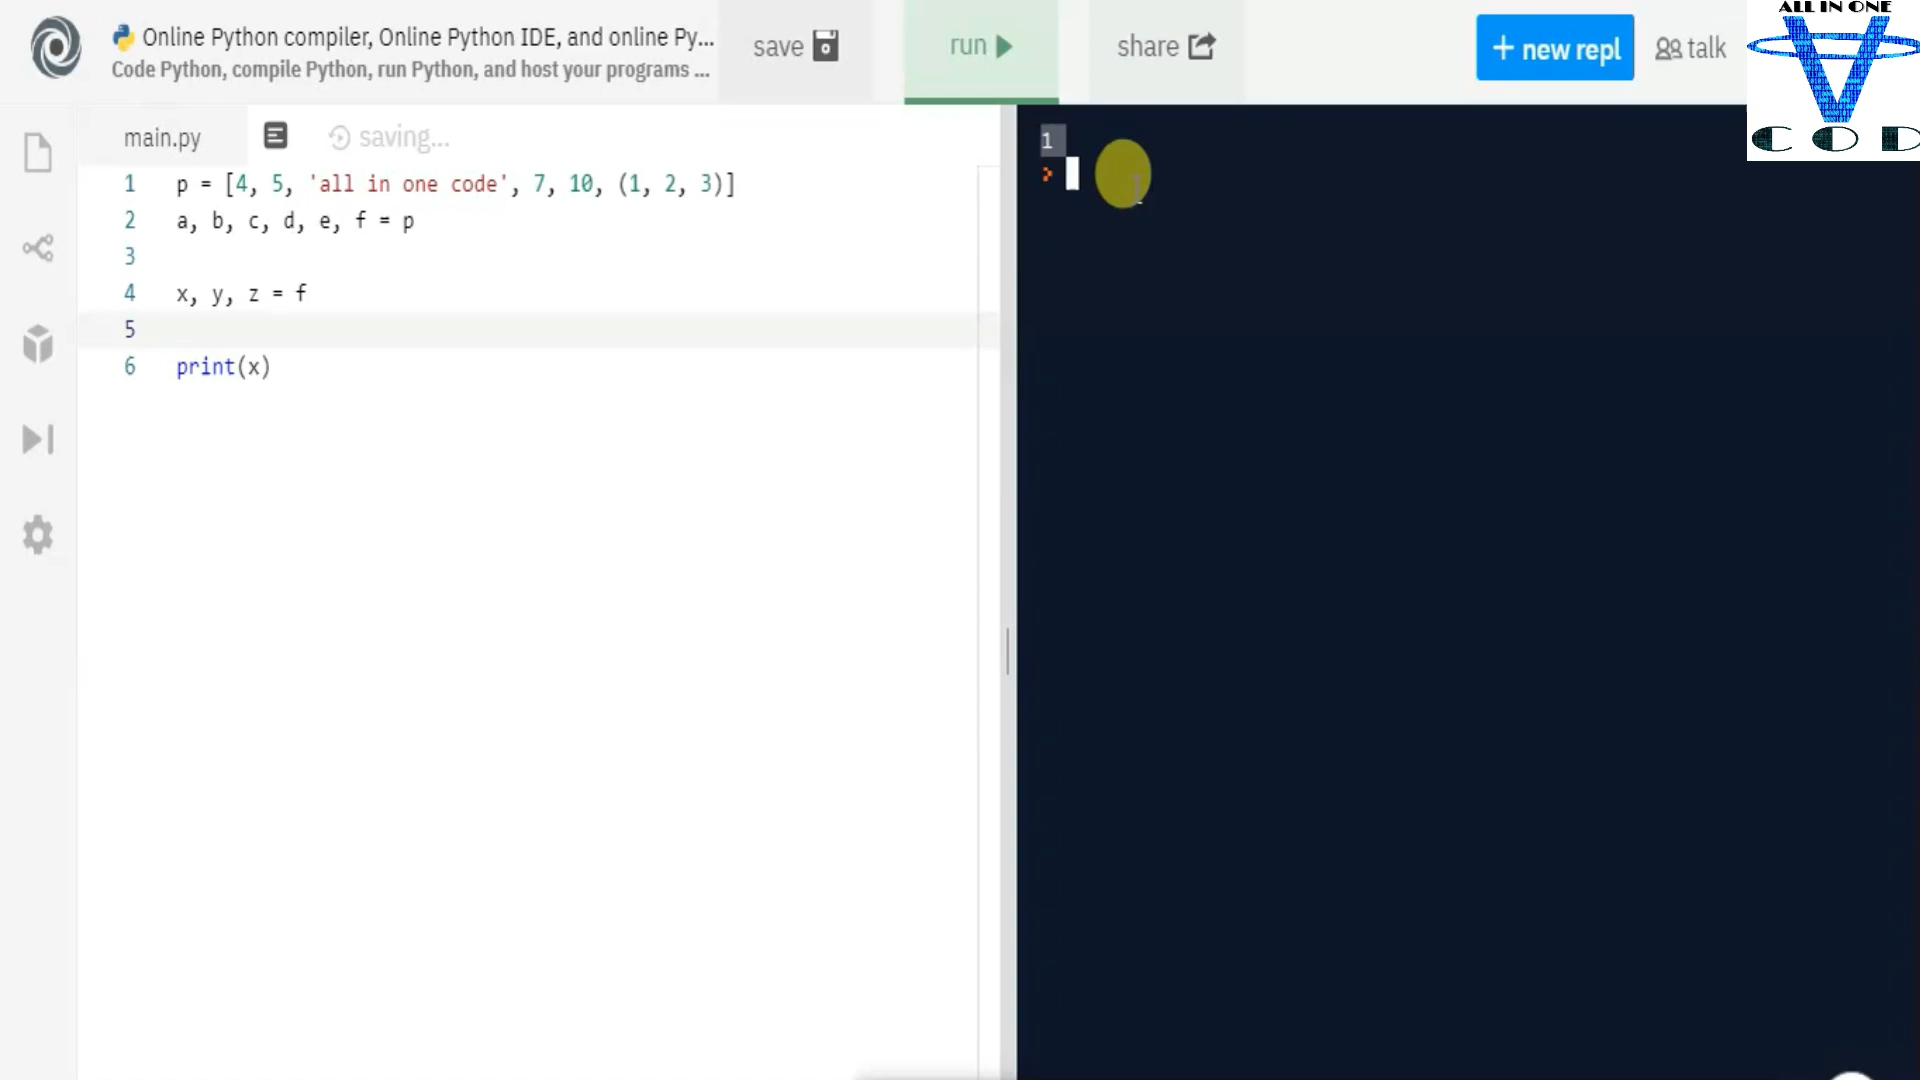 Online Python compiler, Online Python IDE, and online Py...
Code Python, compile Python, run Python, and host your programs ...
save
run
share
+ new repl
talk
ALL IN ONE
C O D
main.py
saving...
1 p = [4, 5, 'all in one code', 7, 10, (1, 2, 3)]
2 a, b, c, d, e, f = p
3
4 x, y, z = f
5
6 print(x)
1
>